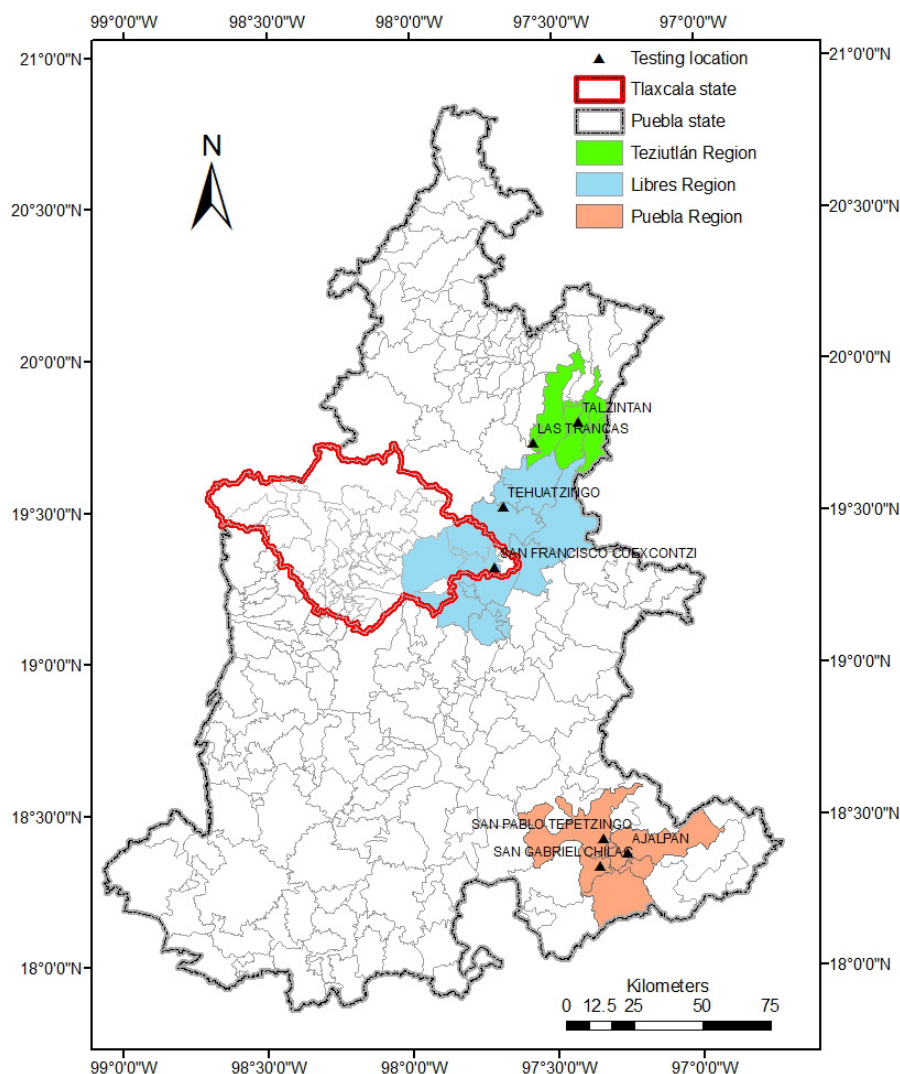 99°0'0"W 98°30'0"W 98°0'0"W 97°30'0"W 97°0'0"W
21°0'0"N 21°0'0"N
Testing location
Tlaxcala state
Puebla state
Teziutlán Region
Libres Region
Puebla Region
N
20°30'0"N 20°30'0"N
20°0'0"N 20°0'0"N
TALZINTAN
LAS TRANCAS
TEHUATZINGO
19°30'0"N 19°30'0"N
SAN FRANCISCO COEXCONTZI
19°0'0"N 19°0'0"N
18°30'0"N 18°30'0"N
SAN PABLO TEPETZINGO
AJALPAN
SAN GABRIEL CHILAC
18°0'0"N 18°0'0"N
Kilometers
0 12.5 25 50 75
99°0'0"W 98°30'0"W 98°0'0"W 97°30'0"W 97°0'0"W